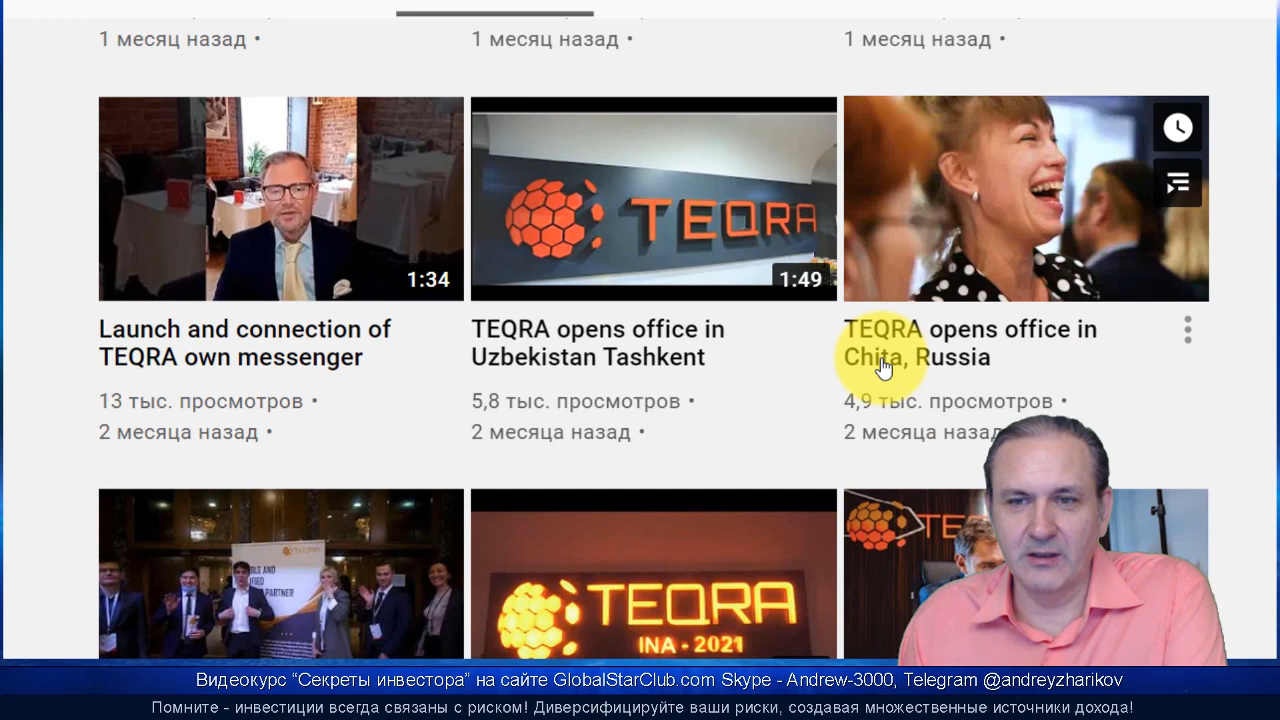 1 месяц назад •
1 месяц назад •
1 месяц назад •
1:34
TEQRA
1:49
Launch and connection of
TEQRA own messenger
13 тыс. просмотров •
2 месяца назад •
TEQRA opens office in
Uzbekistan Tashkent
5,8 тыс. просмотров •
2 месяца назад •
TEQRA opens office in
Chita, Russia
4,9 тыс. просмотров •
2 месяца назад
PARTNER
TEQRA
INA - 2021
TE
Видеокурс “Секреты инвестора” на сайте GlobalStarClub.com Skype - Andrew-3000, Telegram @andreyzharikov
Помните - инвестиции всегда связаны с риском! Диверсифицируйте ваши риски, создавая множественные источники дохода!